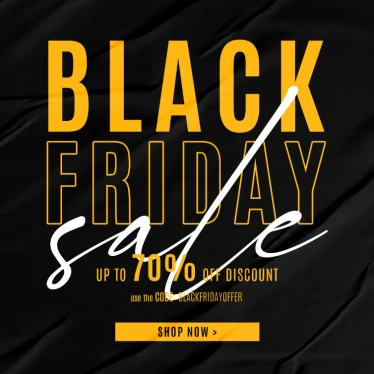 BLACK
FRIDAY
sale
UP TO 70% OFF DISCOUNT
use the CODE: BLACKFRIDAYOFFER
SHOP NOW >